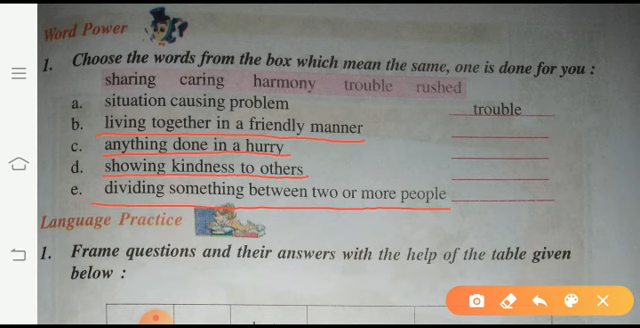 Word Power
1. Choose the words from the box which mean the same, one is done for you :
sharing caring harmony trouble rushed
a. situation causing problem trouble
b. living together in a friendly manner
c. anything done in a hurry
d. showing kindness to others
e. dividing something between two or more people
Language Practice
1. Frame questions and their answers with the help of the table given
below :